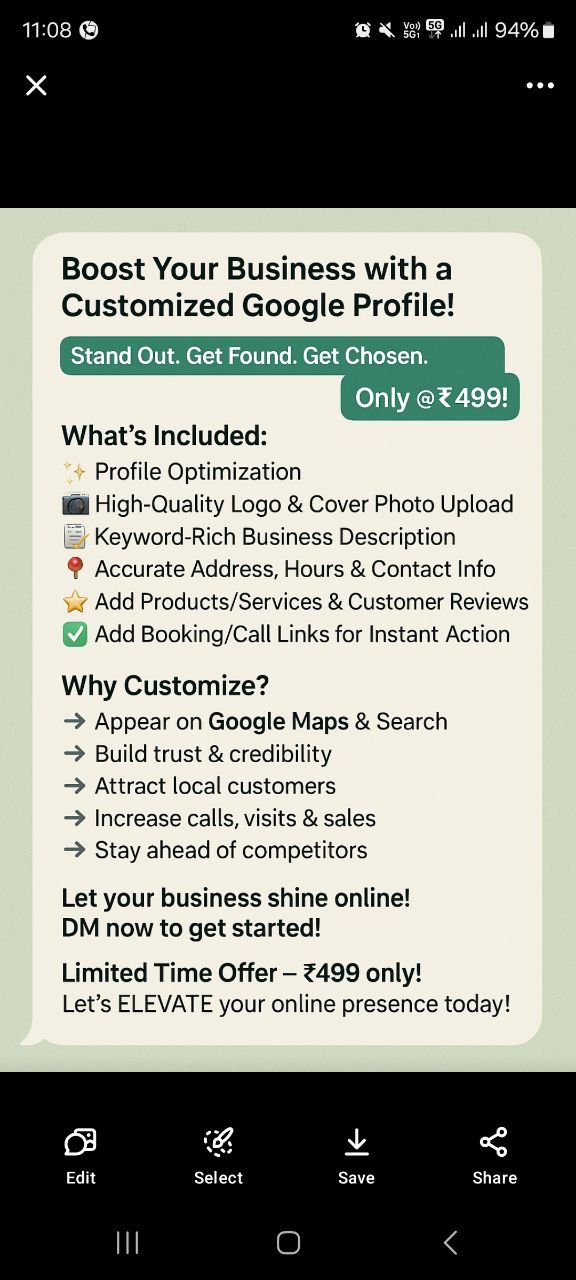 11:08
Vo)) 5G1 5G 94%
Boost Your Business with a
Customized Google Profile!
Stand Out. Get Found. Get Chosen.
Only @₹499!
What's Included:
Profile Optimization
High-Quality Logo & Cover Photo Upload
Keyword-Rich Business Description
Accurate Address, Hours & Contact Info
Add Products/Services & Customer Reviews
Add Booking/Call Links for Instant Action
Why Customize?
→ Appear on Google Maps & Search
→ Build trust & credibility
→ Attract local customers
→ Increase calls, visits & sales
→ Stay ahead of competitors
Let your business shine online!
DM now to get started!
Limited Time Offer – ₹499 only!
Let's ELEVATE your online presence today!
Edit Select Save Share